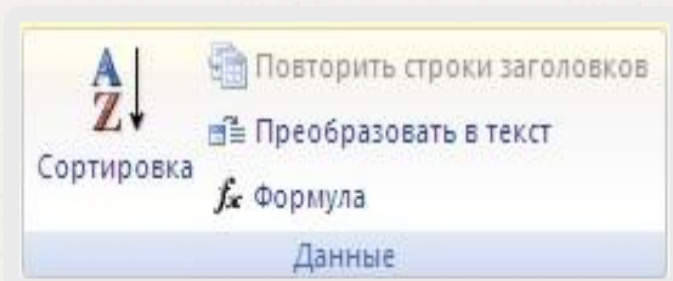 A
Z
Сортировка
Повторить строки заголовков
Преобразовать в текст
fx Формула
Данные